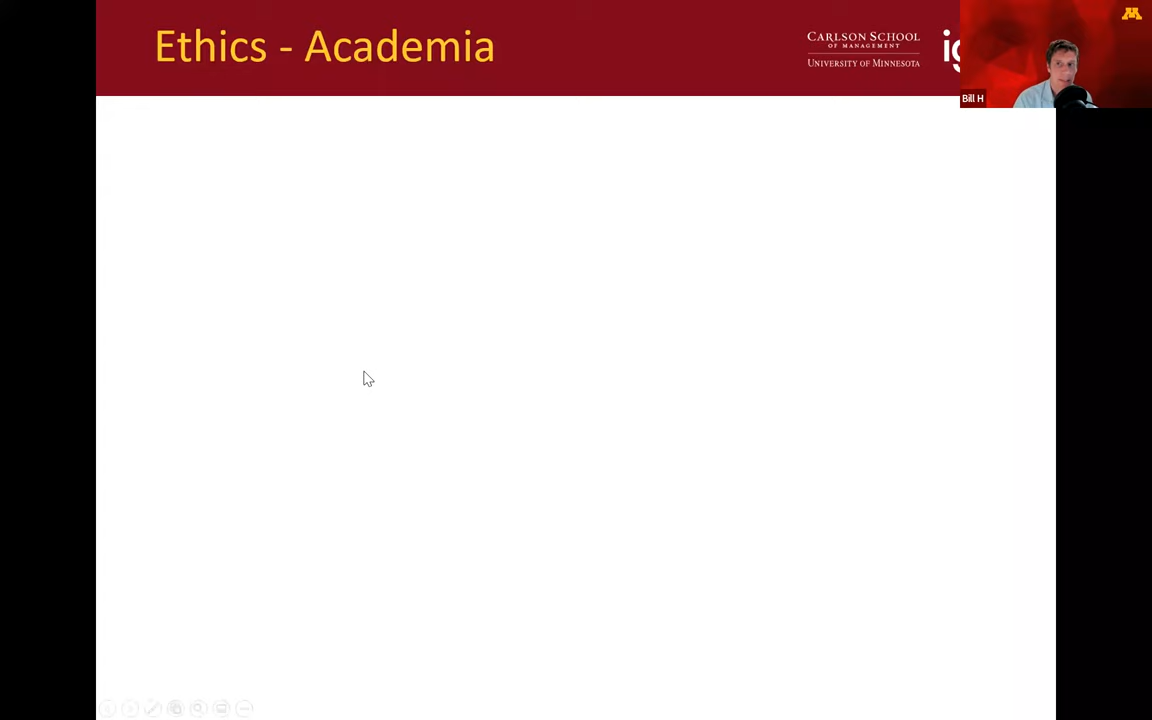 Ethics - Academia
CARLSON SCHOOL
OF MANAGEMENT
UNIVERSITY OF MINNESOTA
Bill H